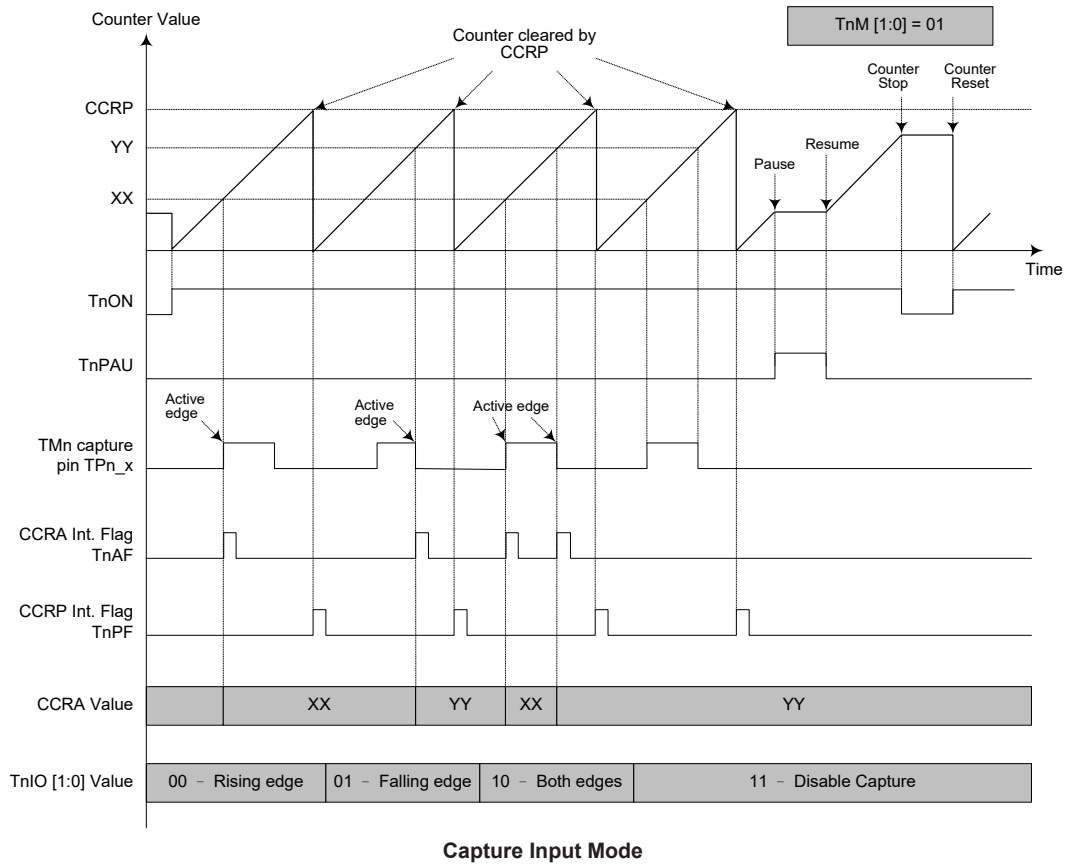 Counter Value
TnM [1:0] = 01
Counter cleared by
CCRP
Counter
Stop
Counter
Reset
CCRP
YY
XX
Pause
Resume
Time
TnON
TnPAU
Active
edge
Active
edge
Active edge
TMn capture
pin TPn_x
CCRA Int. Flag
TnAF
CCRP Int. Flag
TnPF
CCRA Value
XX
YY
XX
YY
TnIO [1:0] Value
00 – Rising edge
01 – Falling edge
10 – Both edges
11 – Disable Capture
Capture Input Mode